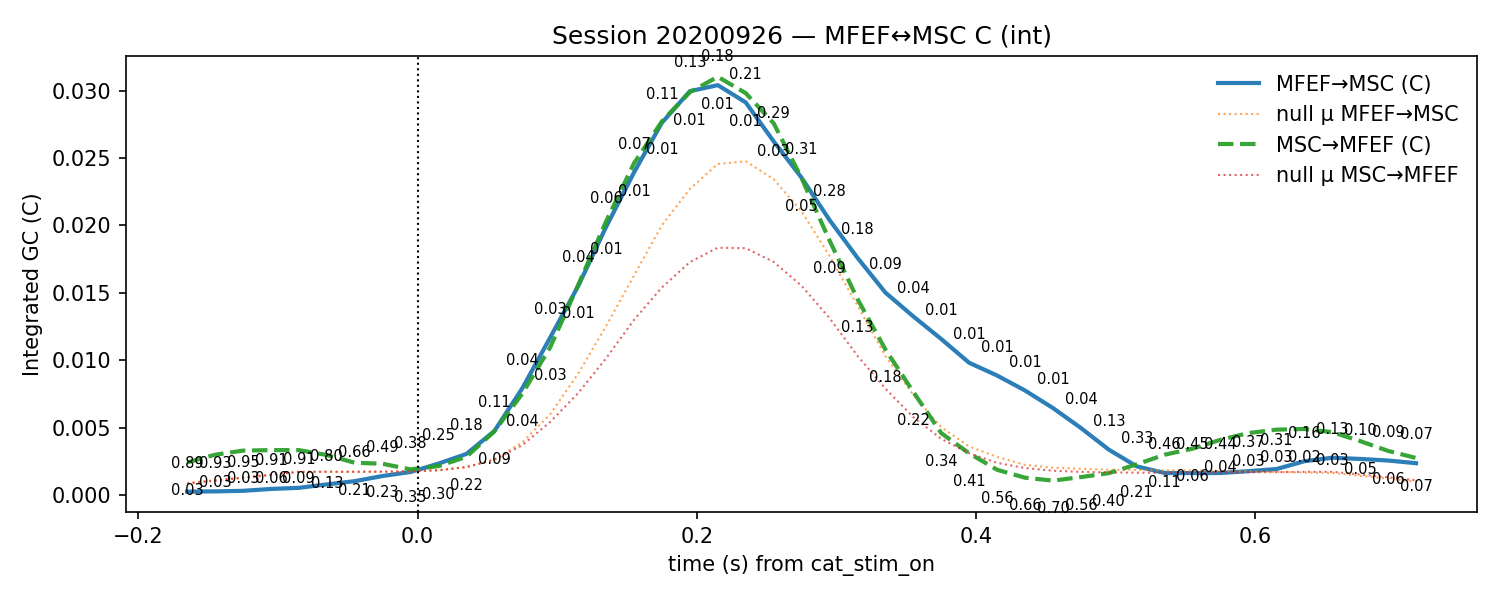 Session 20200926 — MFEF↔MSC C (int)
Integrated GC (C)
0.030
0.025
0.020
0.015
0.010
0.005
0.000
MFEF→MSC (C)
null μ MFEF→MSC
MSC→MFEF (C)
null μ MSC→MFEF
0.13 0.18
0.21
0.11 0.01 0.29
0.01 0.01
0.07 0.01 0.03 0.31
0.06 0.01 0.28
0.05
0.18
0.04 0.01
0.09 0.09
0.04
0.03 0.01 0.01
0.13 0.01
0.01
0.04 0.01
0.03 0.18 0.01
0.11 0.04
0.18 0.04 0.22 0.13
0.89 0.93 0.95 0.91 0.91 0.80 0.66 0.49 0.38 0.25 0.33 0.46 0.45 0.44 0.37 0.31 0.16 0.13 0.10 0.09 0.07
0.09 0.34
0.03 0.03 0.03 0.06 0.09 0.13 0.21 0.23 0.35 0.30 0.22 0.41 0.56 0.66 0.70 0.56 0.40 0.21 0.11 0.06 0.04 0.03 0.03 0.02 0.03 0.05 0.06 0.07
−0.2 0.0 0.2 0.4 0.6
time (s) from cat_stim_on